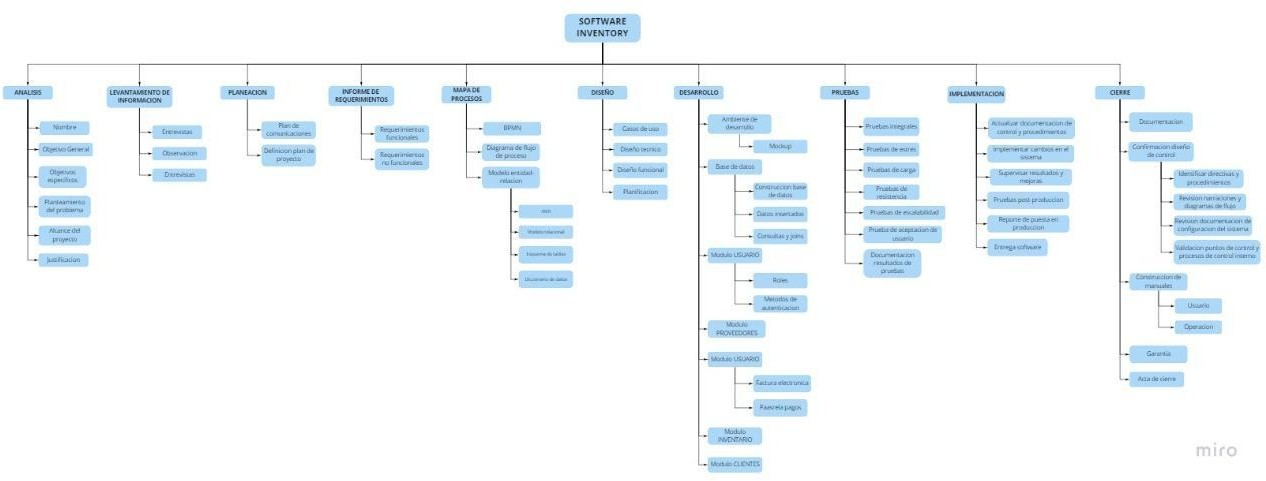 SOFTWARE
INVENTORY
ANALISIS
Nombre
Objetivo General
Objetivos
especificos
Planteamiento
del problema
Alcance del
proyecto
Justificacion
LEVANTAMIENTO DE
INFORMACION
Entrevistas
Observacion
Entrevistas
PLANEACION
Plan de
comunicaciones
Definicion plan de
proyecto
INFORME DE
REQUERIMIENTOS
Requerimientos
funcionales
Requerimientos
no funcionales
MAPA DE
PROCESOS
BPMN
Diagrama de flujo
de proceso
Modelo entidad-
relacion
Modelo relacional
Esquema de tablas
Diccionario de datos
DISEÑO
Casos de uso
Diseño tecnico
Diseño funcional
Planificacion
DESARROLLO
Ambiente de
desarrollo
Mockup
Base de datos
Construccion base
de datos
Datos insertados
Consultas y joins
Modulo USUARIO
Roles
Metodos de
autenticacion
Modulo
PROVEEDORES
Modulo USUARIO
Factura electronica
Paasrela pagos
Modulo
INVENTARIO
Modulo CLIENTES
PRUEBAS
Pruebas integrales
Pruebas de estres
Pruebas de carga
Pruebas de
resistencia
Pruebas de escalabilidad
Prueba de aceptacion de
usuario
Documentacion
resultados de
pruebas
IMPLEMENTACION
Actualizar documentacion de
control y procedimientos
Implementar cambios en el
sistema
Supervisar resultados y
mejoras
Pruebas post-produccion
Reporte de puesta en
produccion
Entrega software
CIERRE
Documentacion
Confirmacion diseño
de control
Identificar directivas y
procedimientos
Revision narraciones y
diagramas de flujo
Revision documentacion de
configuracion del sistema
Validacion puntos de control y
procesos de control interno
Construccion de
manuales
Usuario
Operacion
Garantia
Acta de cierre
miro